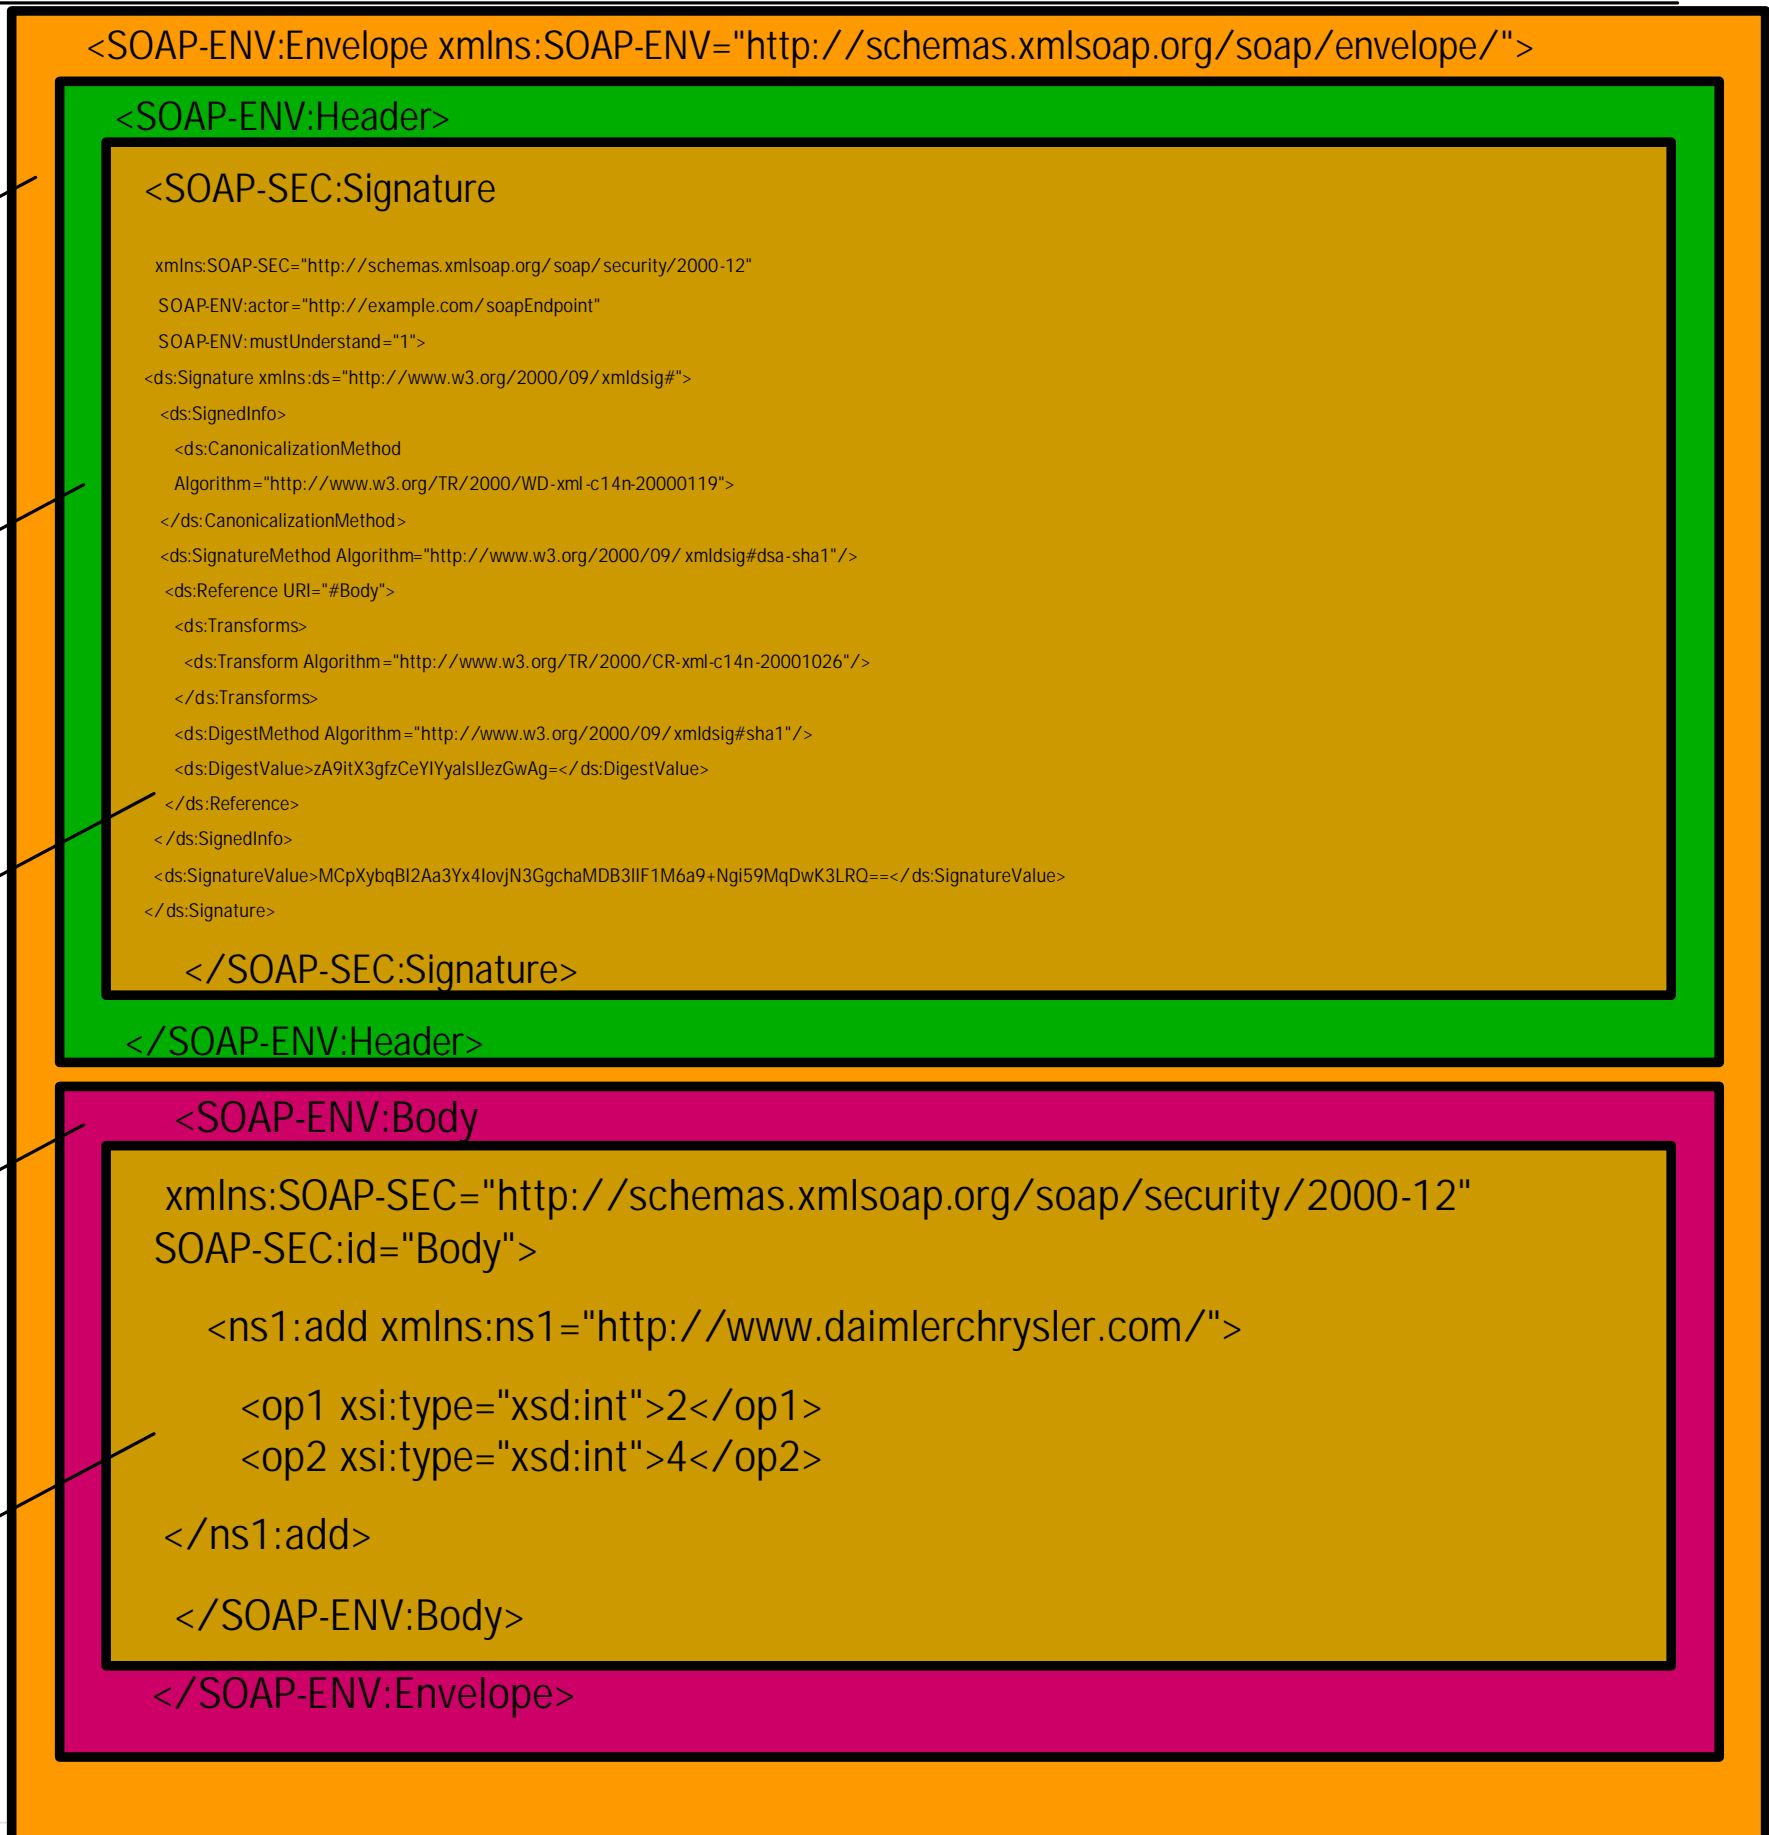 <SOAP-ENV:Envelope xmlns:SOAP-ENV="http://schemas.xmlsoap.org/soap/envelope/">
<SOAP-ENV:Header>
<SOAP-SEC:Signature
xmlns:SOAP-SEC="http://schemas.xmlsoap.org/soap/security/2000-12"
SOAP-ENV:actor="http://example.com/soapEndpoint"
SOAP-ENV:mustUnderstand="1">
<ds:Signature xmlns:ds="http://www.w3.org/2000/09/xmldsig#">
<ds:SignedInfo>
<ds:CanonicalizationMethod
Algorithm="http://www.w3.org/TR/2000/WD-xml-c14n-20000119">
</ds:CanonicalizationMethod>
<ds:SignatureMethod Algorithm="http://www.w3.org/2000/09/xmldsig#dsa-sha1"/>
<ds:Reference URI="#Body">
<ds:Transforms>
<ds:Transform Algorithm="http://www.w3.org/TR/2000/CR-xml-c14n-20001026"/>
</ds:Transforms>
<ds:DigestMethod Algorithm="http://www.w3.org/2000/09/xmldsig#sha1"/>
<ds:DigestValue>zA9itX3gfzCeYIYyalsIJezGwAg=</ds:DigestValue>
</ds:Reference>
</ds:SignedInfo>
<ds:SignatureValue>MCpXybqBI2Aa3Yx4IovjN3GgchaMDB3IIF1M6a9+Ngi59MqDwK3LRQ==</ds:SignatureValue>
</ds:Signature>
</SOAP-SEC:Signature>
</SOAP-ENV:Header>
<SOAP-ENV:Body
xmlns:SOAP-SEC="http://schemas.xmlsoap.org/soap/security/2000-12"
SOAP-SEC:id="Body">
<ns1:add xmlns:ns1="http://www.daimlerchrysler.com/">
<op1 xsi:type="xsd:int">2</op1>
<op2 xsi:type="xsd:int">4</op2>
</ns1:add>
</SOAP-ENV:Body>
</SOAP-ENV:Envelope>